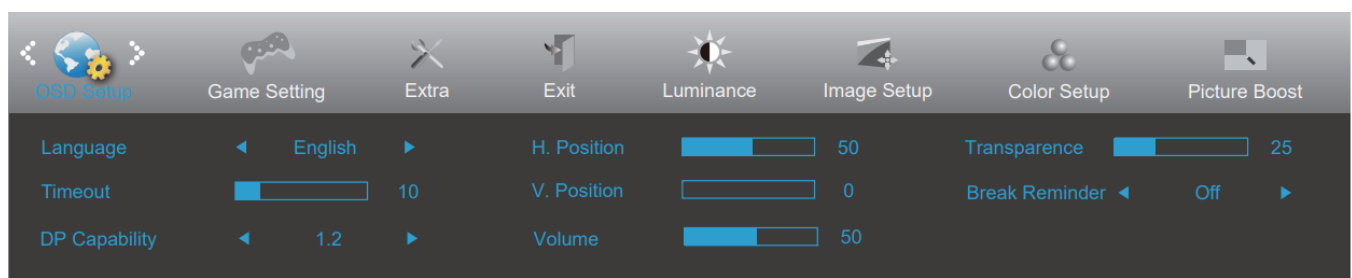 OSD Setup Game Setting Extra Exit Luminance Image Setup Color Setup Picture Boost
Language English H. Position 50 Transparence 25
Timeout 10 V. Position 0 Break Reminder Off
DP Capability 1.2 Volume 50